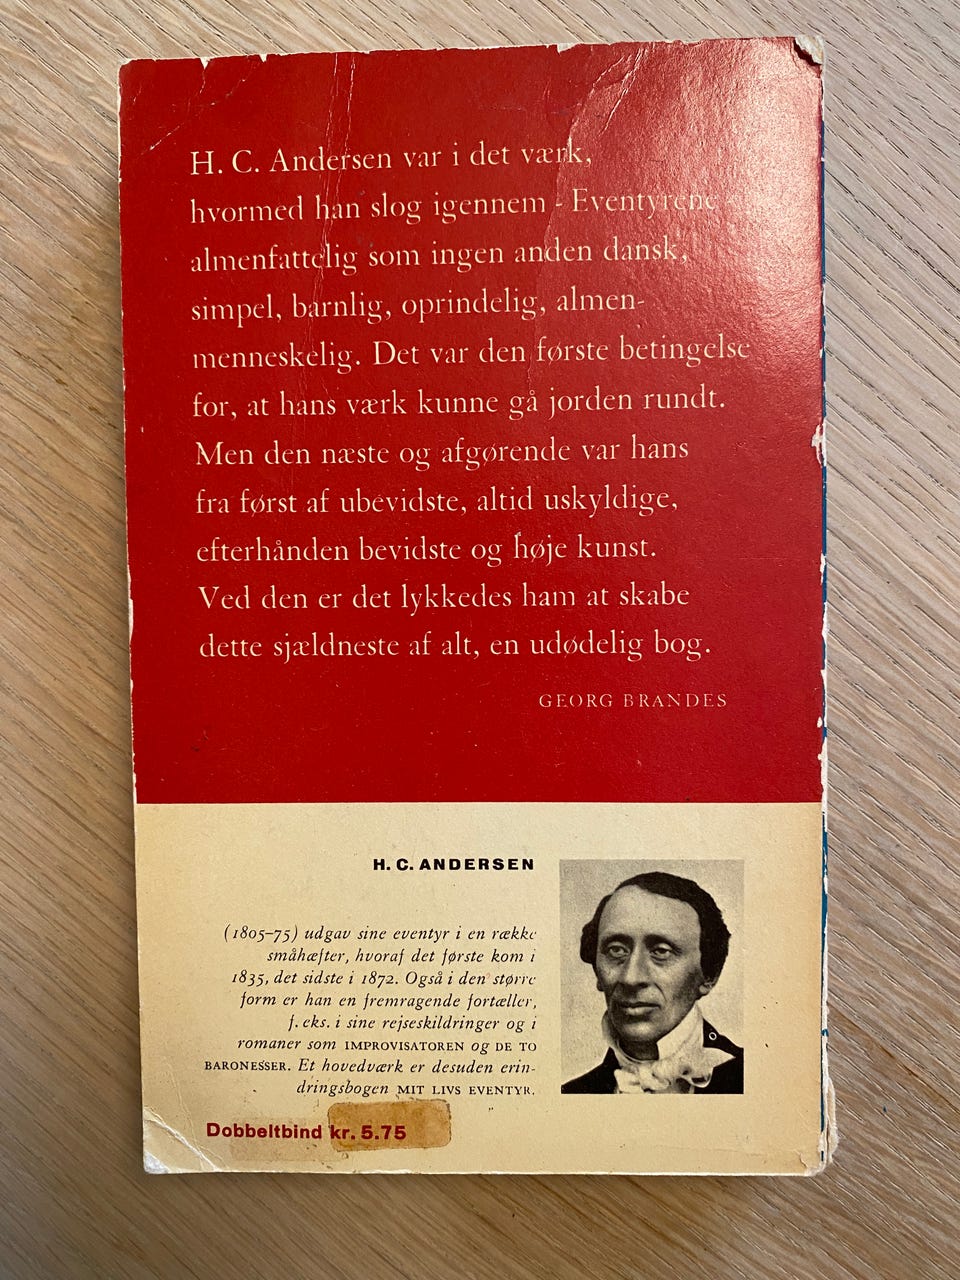 H. C. Andersen var i det værk,
hvormed han slog igennem - Eventyrene -
almenfattelig som ingen anden dansk,
simpel, barnlig, oprindelig, almen-
menneskelig. Det var den første betingelse
for, at hans værk kunne gå jorden rundt.
Men den næste og afgørende var hans
fra først af ubevidste, altid uskyldige,
efterhånden bevidste og høje kunst.
Ved den er det lykkedes ham at skabe
dette sjældneste af alt, en udødelig bog.
GEORG BRANDES
H. C. ANDERSEN
(1805-75) udgav sine eventyr i en række
småhæfter, hvoraf det første kom i
1835, det sidste i 1872. Også i den større
form er han en fremragende fortæller,
f. eks. i sine rejseskildringer og i
romaner som IMPROVISATOREN og DE TO
BARONESSER. Et hovedværk er desuden erin-
dringsbogen MIT LIVS EVENTYR.
Dobbeltbind kr. 5.75